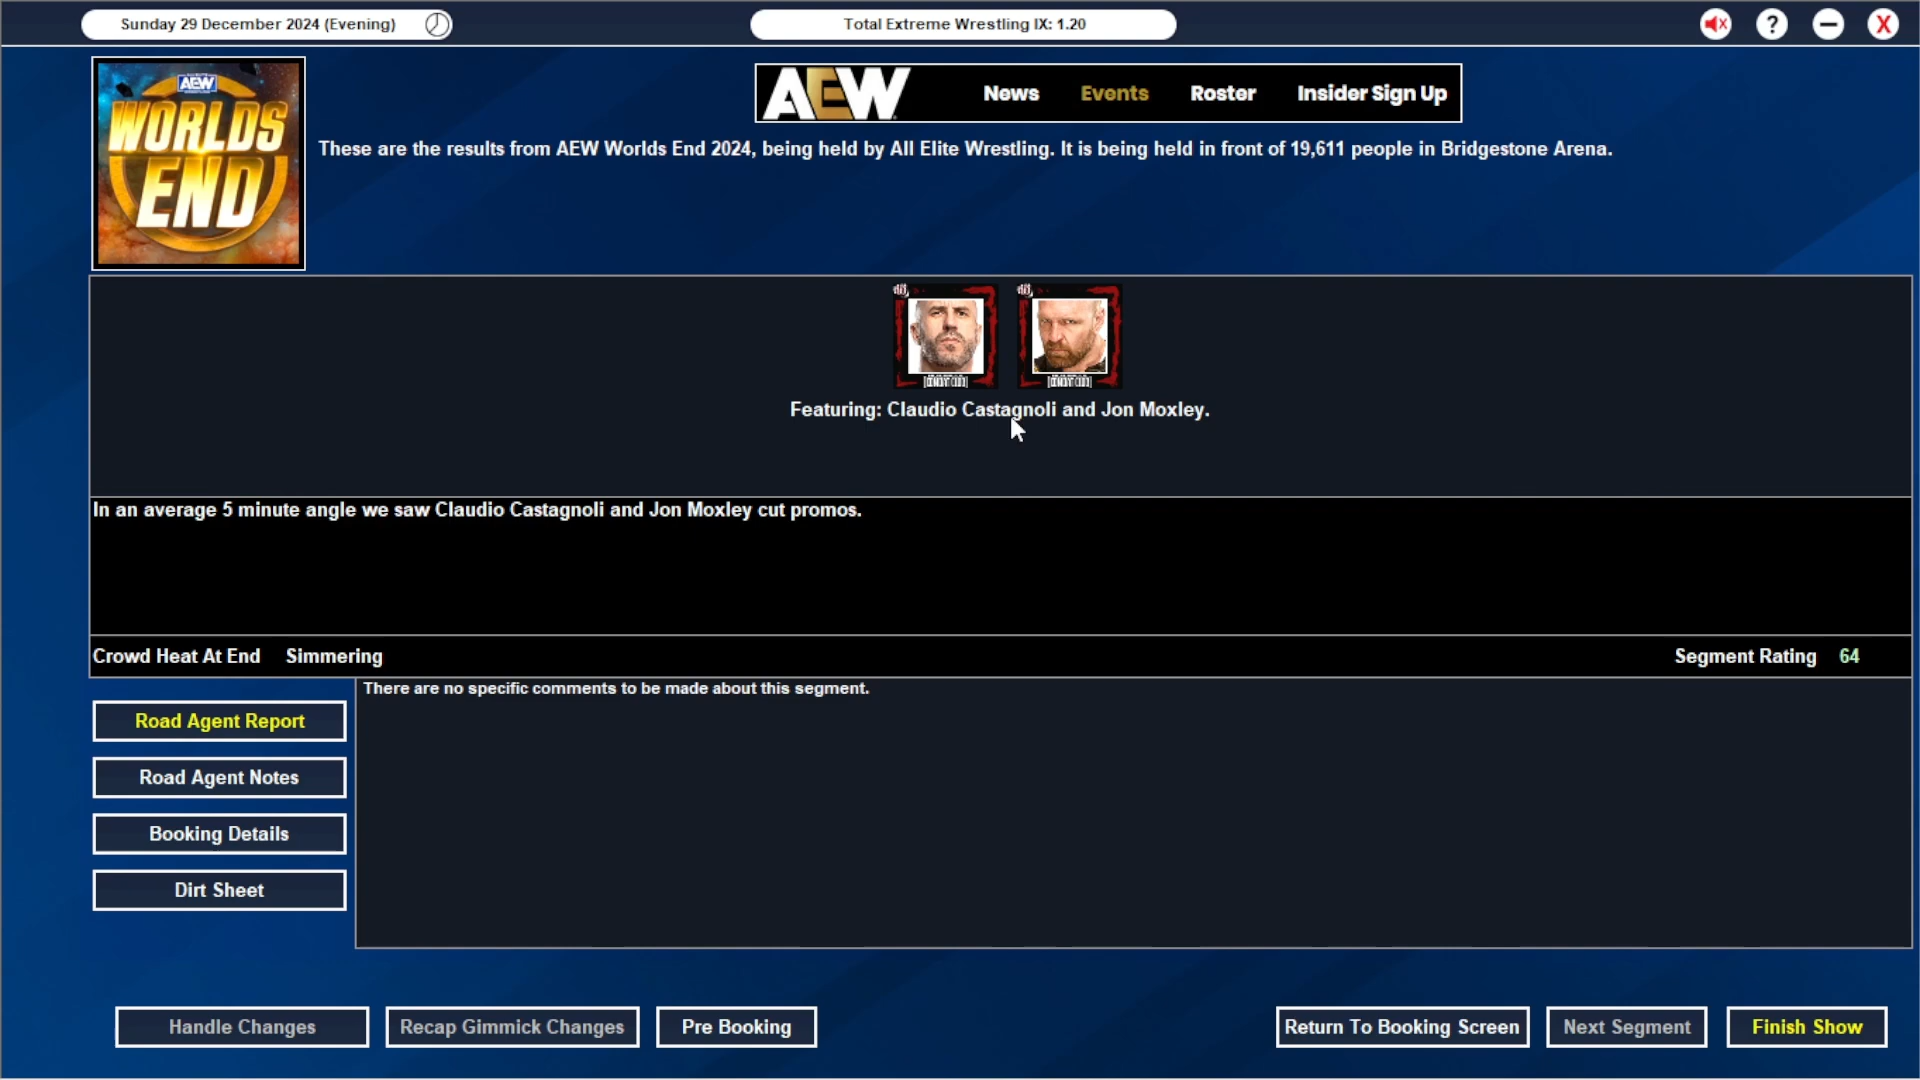 Sunday 29 December 2024 (Evening)
Total Extreme Wrestling IX: 1.20
?
X
AEW
WORLDS
END
AEW
News
Events
Roster
Insider Sign Up
These are the results from AEW Worlds End 2024, being held by All Elite Wrestling. It is being held in front of 19,611 people in Bridgestone Arena.
Featuring: Claudio Castagnoli and Jon Moxley.
In an average 5 minute angle we saw Claudio Castagnoli and Jon Moxley cut promos.
Crowd Heat At End Simmering
Segment Rating 64
There are no specific comments to be made about this segment.
Road Agent Report
Road Agent Notes
Booking Details
Dirt Sheet
Handle Changes
Recap Gimmick Changes
Pre Booking
Return To Booking Screen
Next Segment
Finish Show